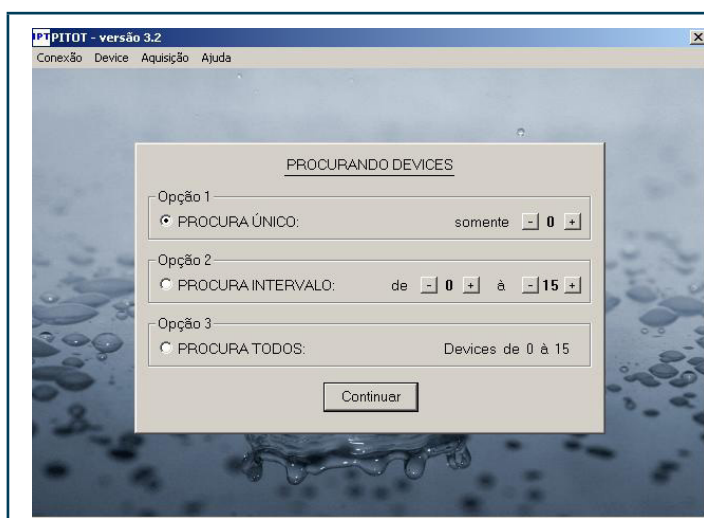 IPT PITOT - versão 3.2
Conexão Device Aquisição Ajuda
PROCURANDO DEVICES
Opção 1
PROCURA ÚNICO: somente - 0 +
Opção 2
PROCURA INTERVALO: de - 0 + à - 15 +
Opção 3
PROCURA TODOS: Devices de 0 à 15
Continuar